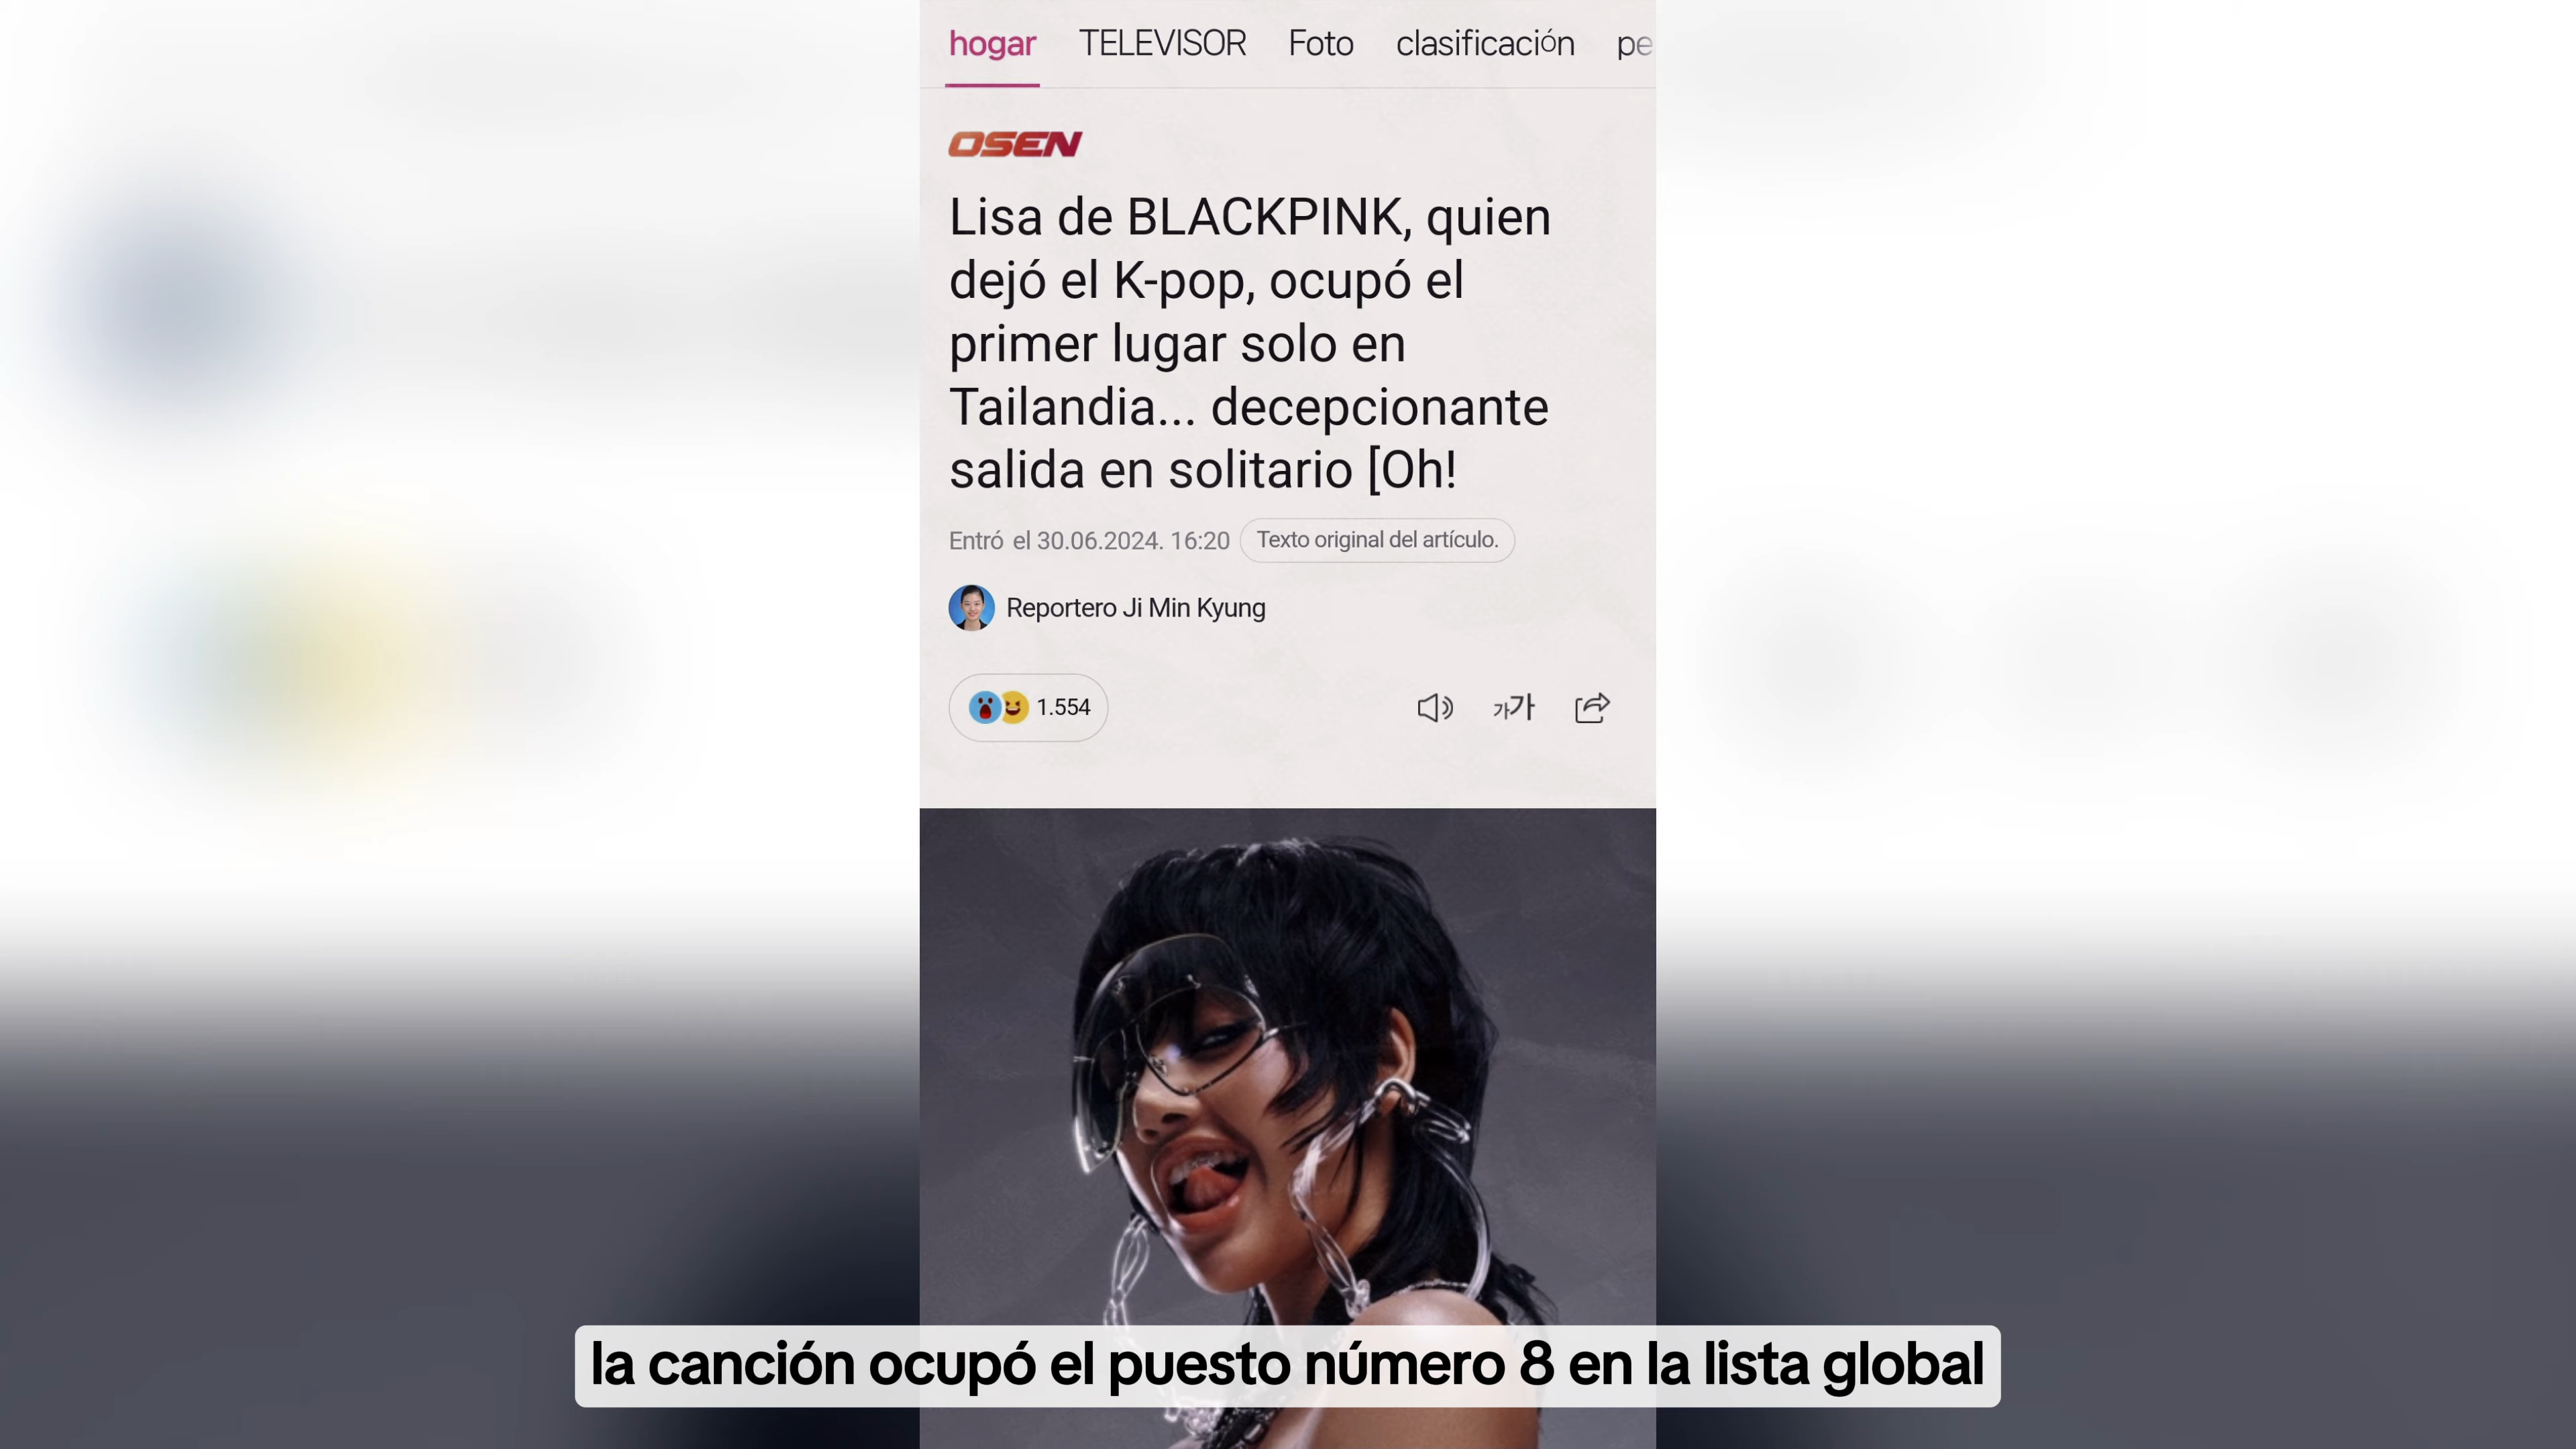 hogar TELEVISOR Foto clasificación pe
OSEN
Lisa de BLACKPINK, quien
dejó el K-pop, ocupó el
primer lugar solo en
Tailandia... decepcionante
salida en solitario [Oh!
Entró el 30.06.2024. 16:20 Texto original del artículo.
Reportero Ji Min Kyung
1.554 가가
la canción ocupó el puesto número 8 en la lista global